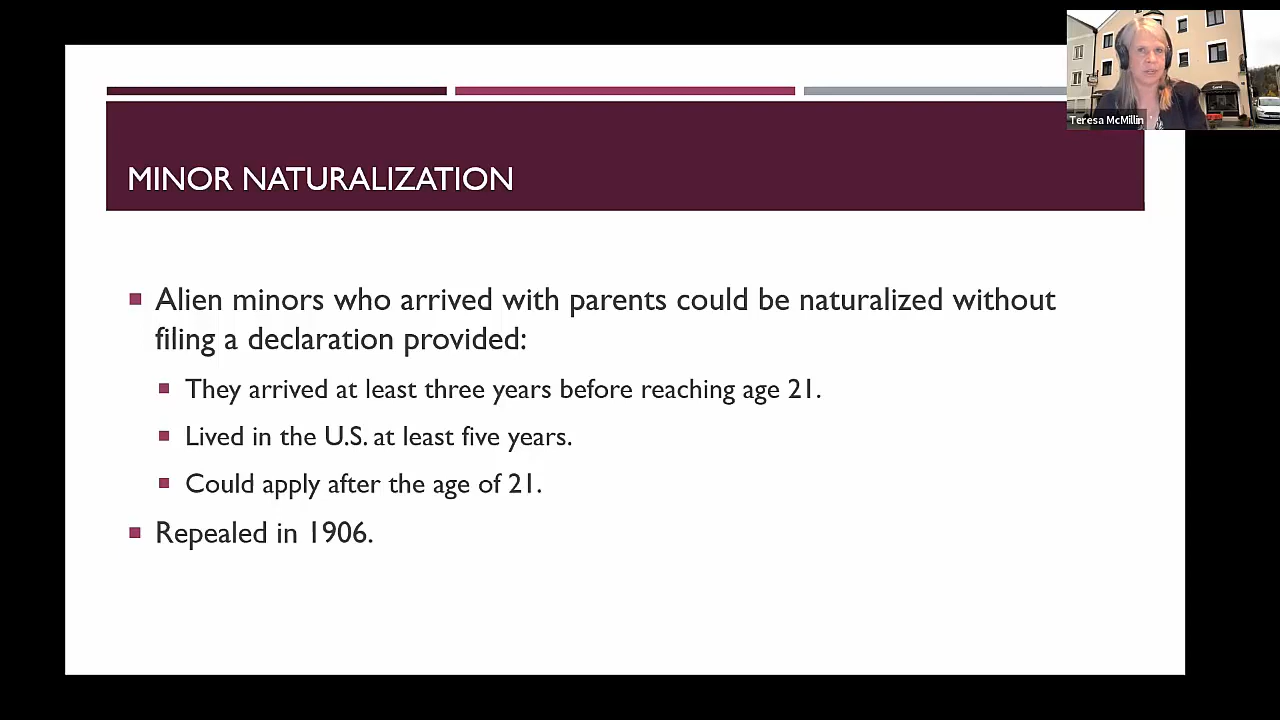 Teresa McMillin
MINOR NATURALIZATION
Alien minors who arrived with parents could be naturalized without
filing a declaration provided:
They arrived at least three years before reaching age 21.
Lived in the U.S. at least five years.
Could apply after the age of 21.
Repealed in 1906.